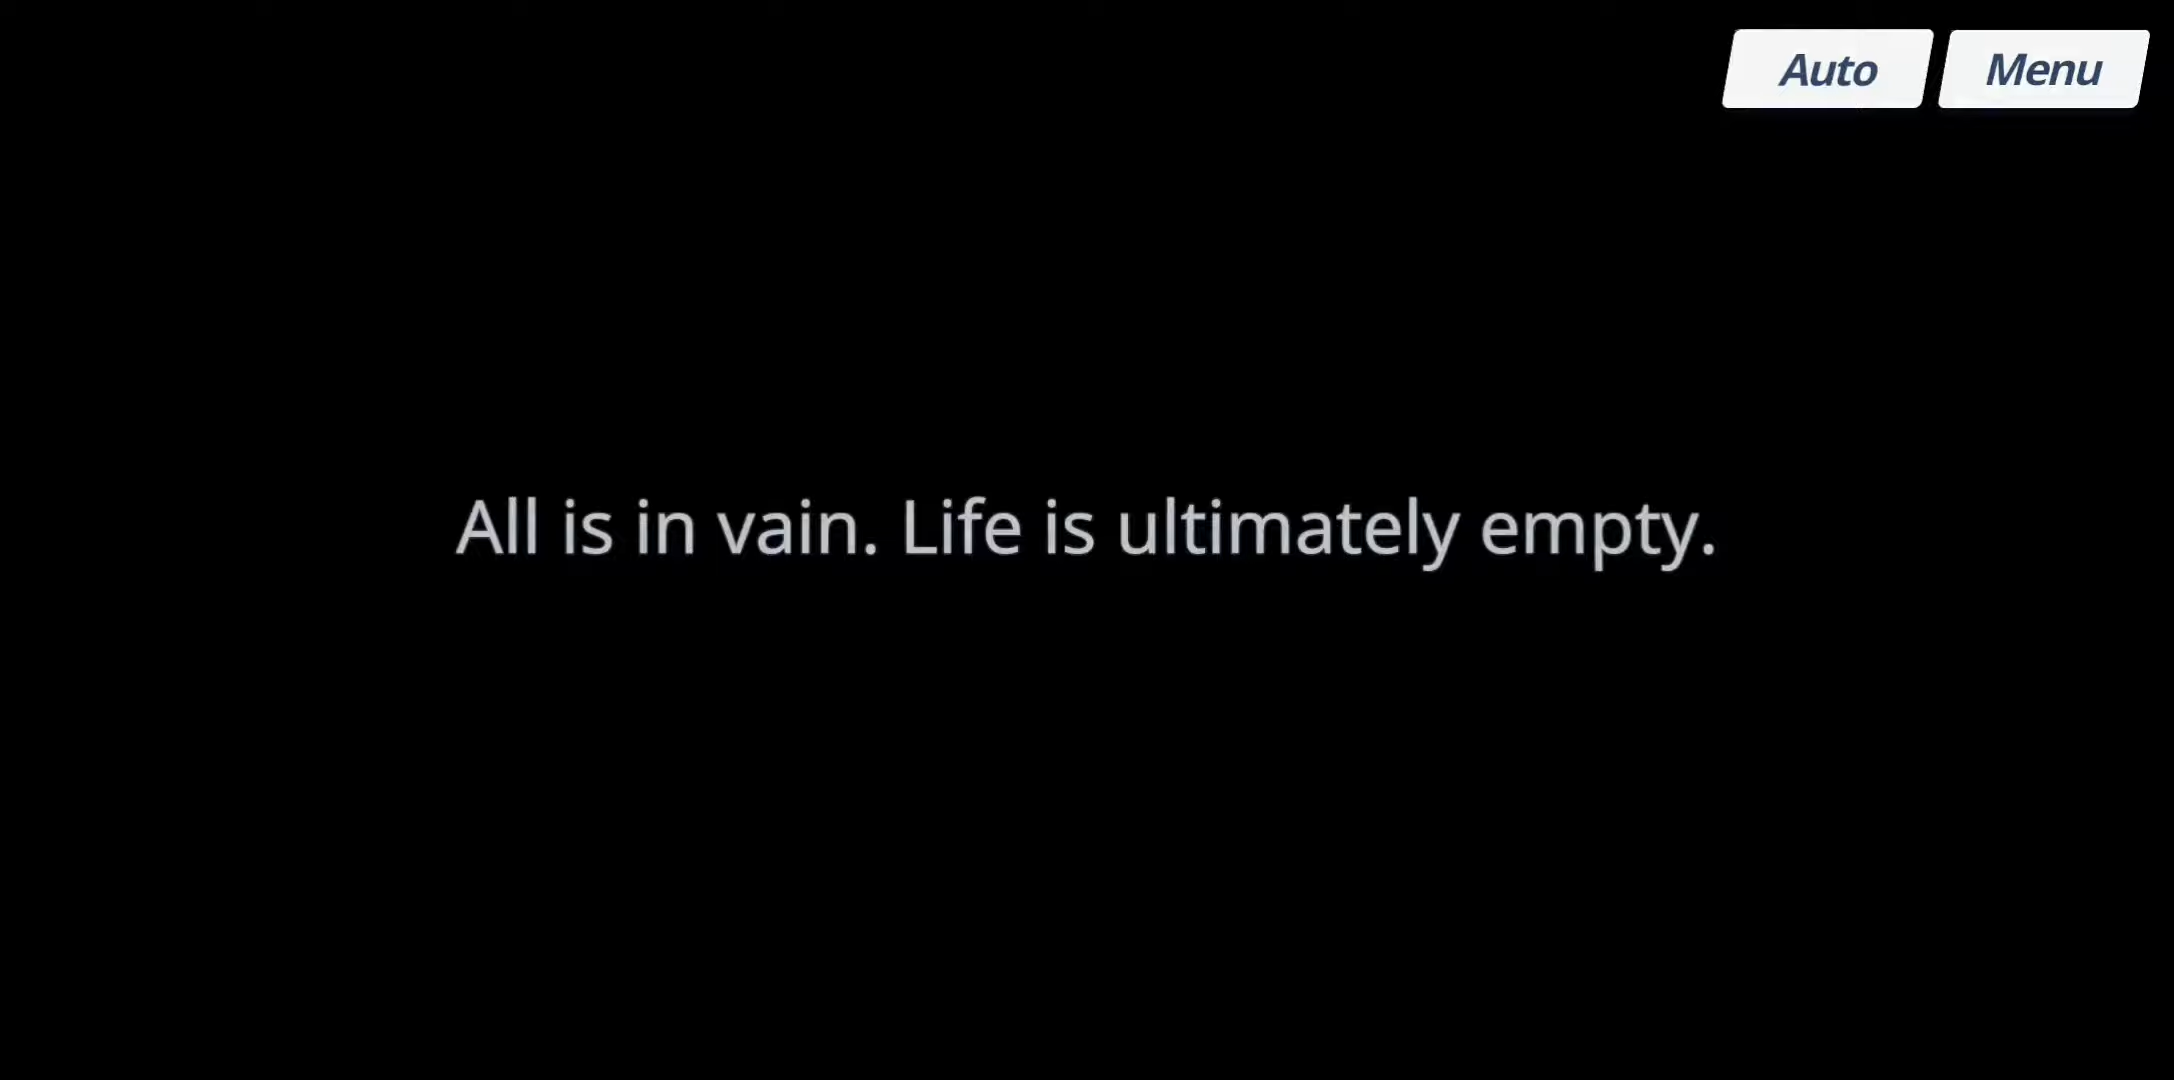 Auto Menu
All is in vain. Life is ultimately empty.